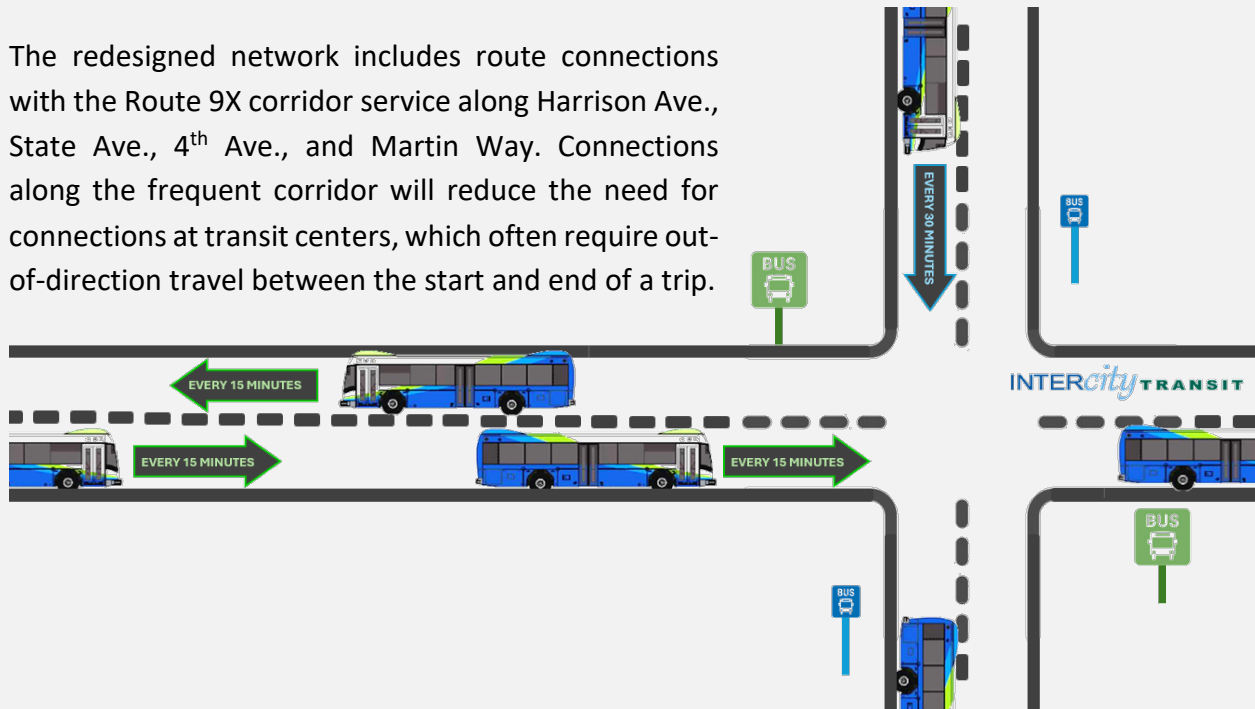 The redesigned network includes route connections
with the Route 9X corridor service along Harrison Ave.,
State Ave., 4th Ave., and Martin Way. Connections
along the frequent corridor will reduce the need for
connections at transit centers, which often require out-
of-direction travel between the start and end of a trip.
EVERY 30 MINUTES
BUS
BUS
EVERY 15 MINUTES
INTERcity TRANSIT
EVERY 15 MINUTES
EVERY 15 MINUTES
BUS
BUS